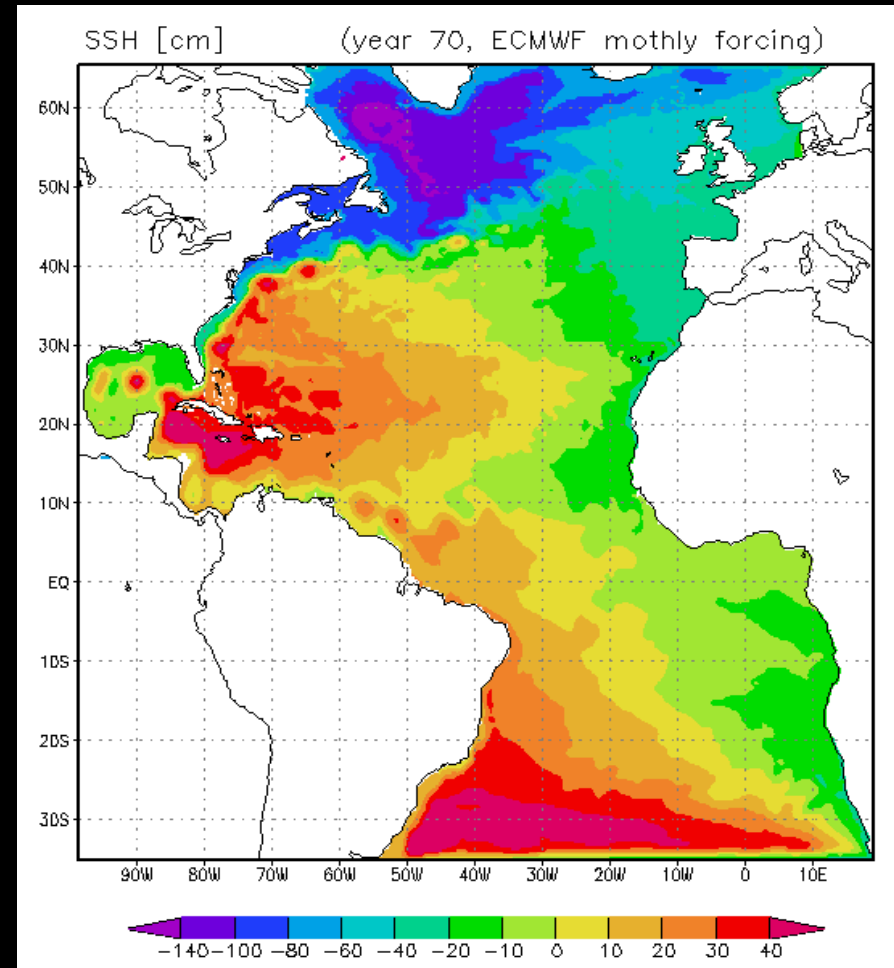 SSH [cm] (year 70, ECMWF mothly forcing)
60N
50N
40N
30N
20N
10N
EQ
10S
20S
30S
90W 80W 70W 60W 50W 40W 30W 20W 10W 0 10E
-140 -100 -80 -60 -40 -20 -10 0 10 20 30 40